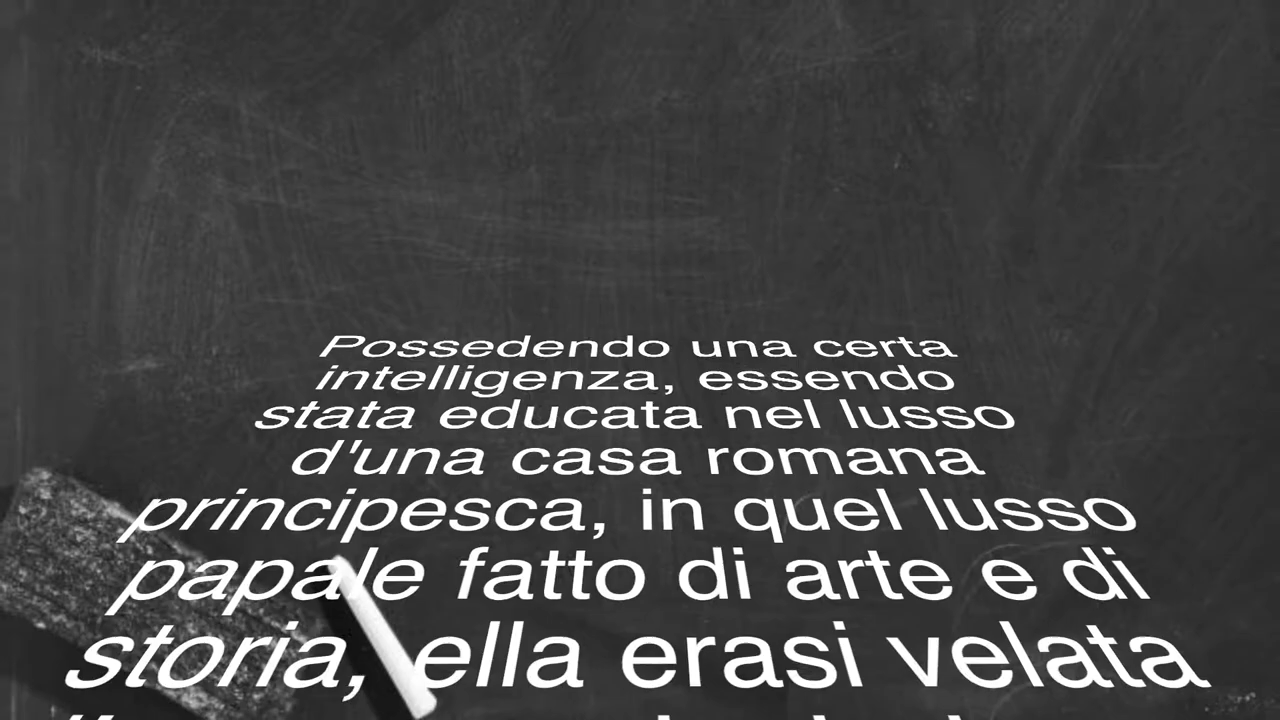 Possedendo una certa
intelligenza, essendo
stata educata nel lusso
d'una casa romana
principesca, in quel lusso
papale fatto di arte e di
storia, ella erasi velata